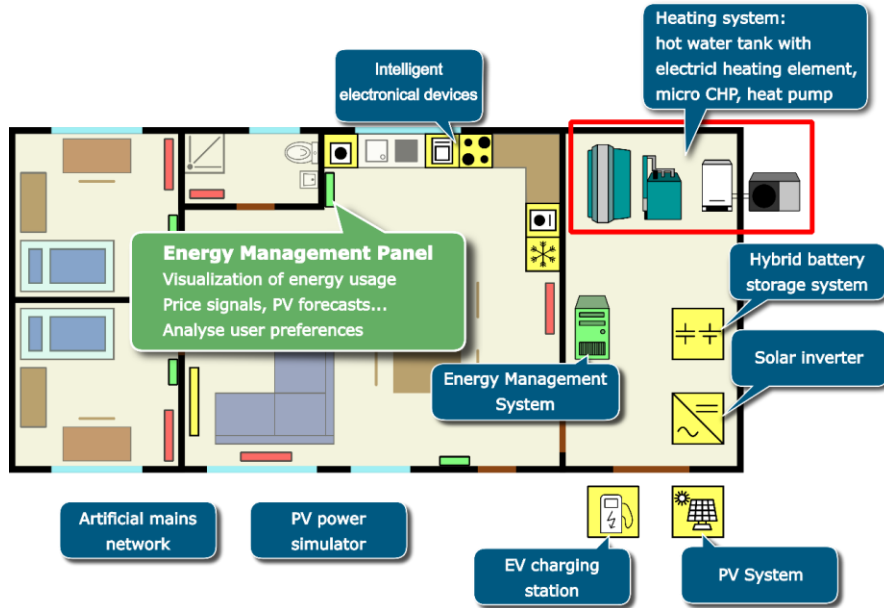 Heating system:
hot water tank with
electricl heating element,
micro CHP, heat pump
Intelligent
electronical devices
Energy Management Panel
Visualization of energy usage
Price signals, PV forecasts...
Analyse user preferences
Hybrid battery
storage system
Solar inverter
Energy Management
System
Artificial mains
network
PV power
simulator
EV charging
station
PV System